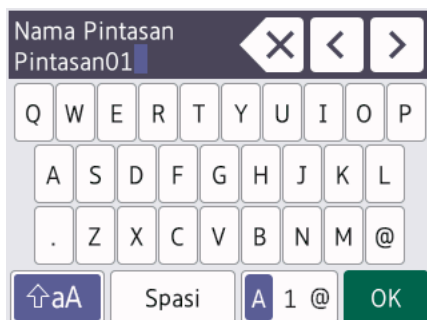 Nama Pintasan
Pintasan01
Q W E R T Y U I O P
A S D F G H J K L
. Z X C V B N M @
aA Spasi A 1 @ OK